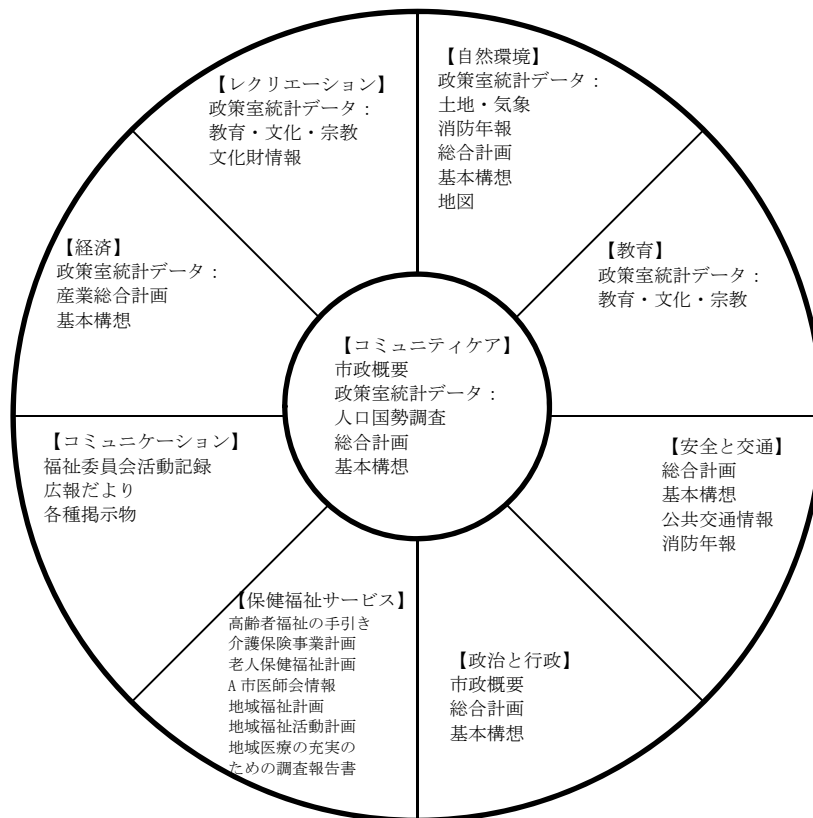 【レクリエーション】
政策室統計データ：
教育・文化・宗教
文化財情報
【自然環境】
政策室統計データ：
土地・気象
消防年報
総合計画
基本構想
地図
【経済】
政策室統計データ：
産業総合計画
基本構想
【教育】
政策室統計データ：
教育・文化・宗教
【コミュニティケア】
市政概要
政策室統計データ：
人口国勢調査
総合計画
基本構想
【コミュニケーション】
福祉委員会活動記録
広報だより
各種掲示物
【安全と交通】
総合計画
基本構想
公共交通情報
消防年報
【保健福祉サービス】
高齢者福祉の手引き
介護保険事業計画
老人保健福祉計画
A 市医師会情報
地域福祉計画
地域福祉活動計画
地域医療の充実の
ための調査報告書
【政治と行政】
市政概要
総合計画
基本構想